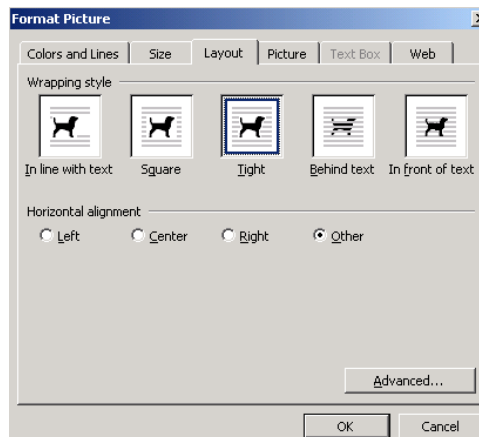 Format Picture
Colors and Lines Size Layout Picture Text Box Web
Wrapping style
In line with text Square Tight Behind text In front of text
Horizontal alignment
Left Center Right Other
Advanced...
OK Cancel